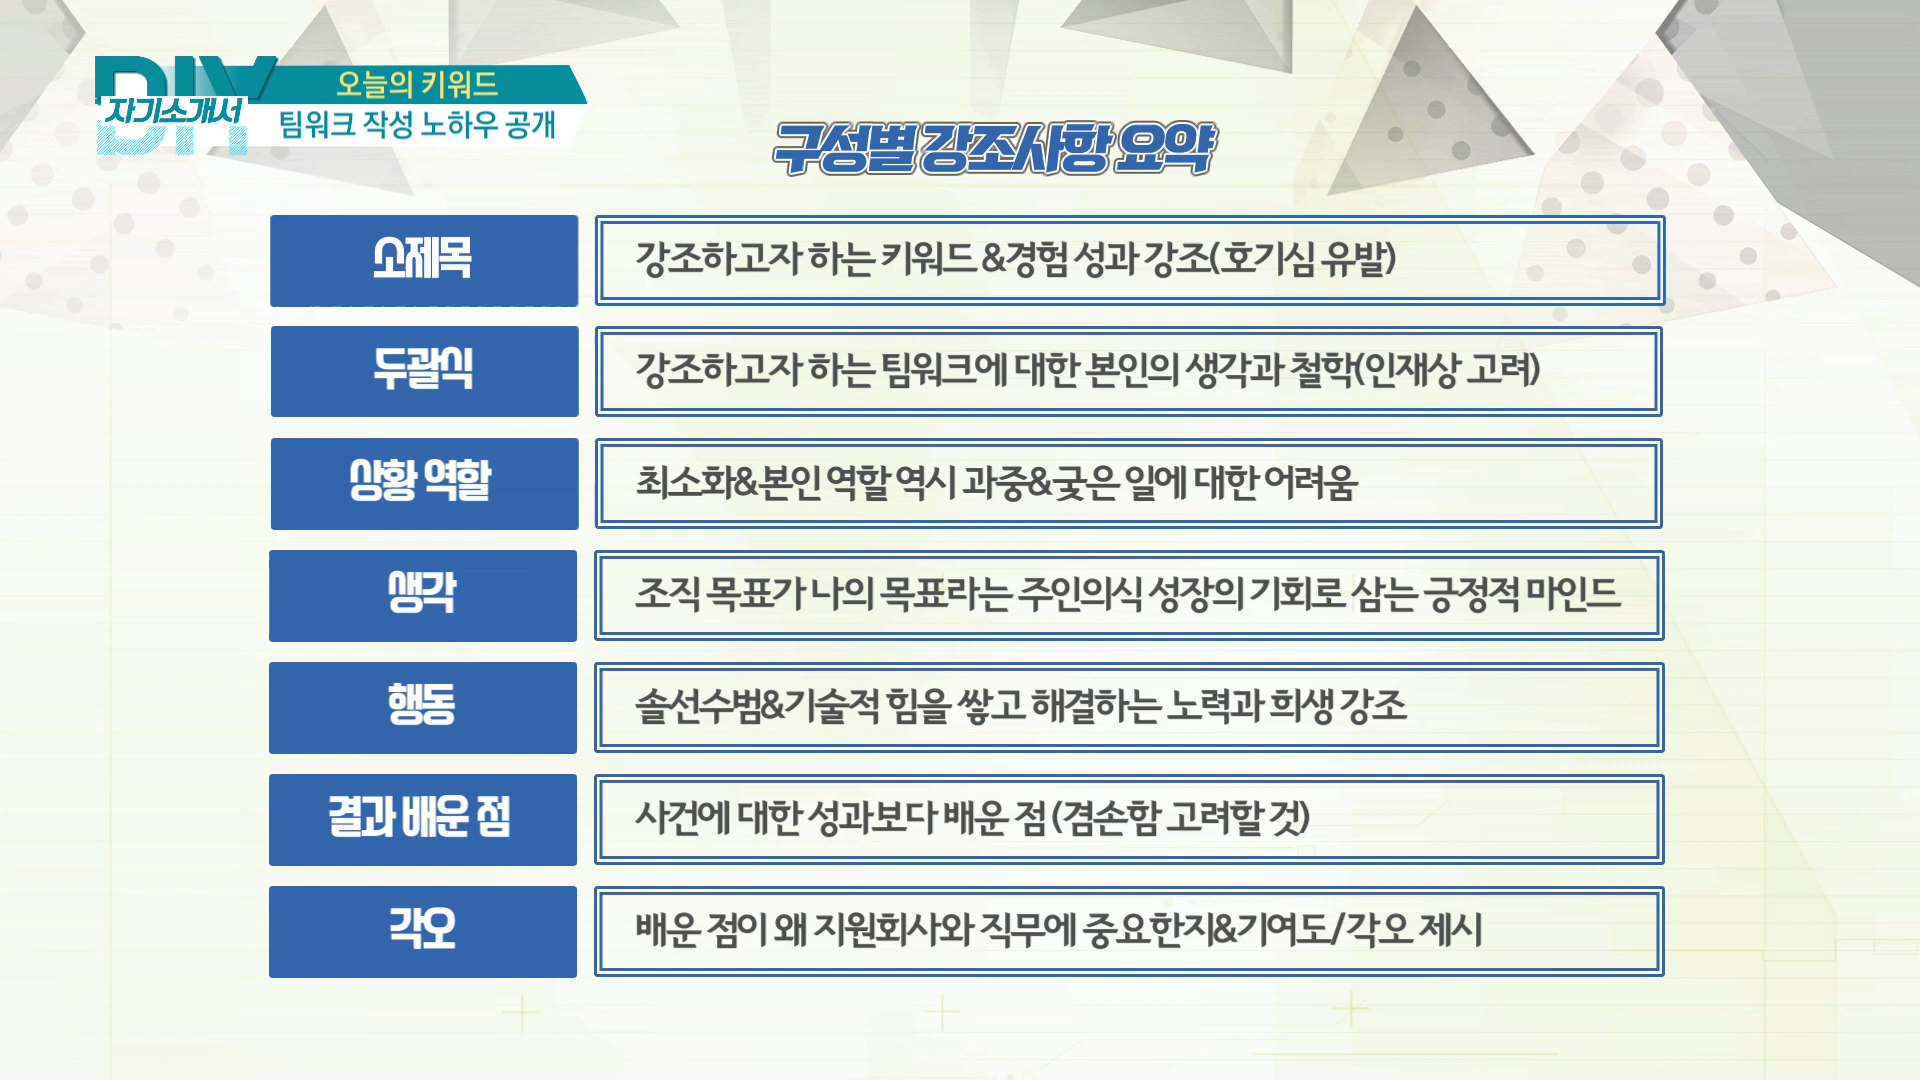 DIY
자기소개서
오늘의 키워드
팀워크 작성 노하우 공개
구성별 강조사항 요약
소제목
강조하고자 하는 키워드 &경험 성과 강조(호기심 유발)
두괄식
강조하고자 하는 팀워크에 대한 본인의 생각과 철학(인재상 고려)
상황 역할
최소화&본인 역할 역시 과중&궂은 일에 대한 어려움
생각
조직 목표가 나의 목표라는 주인의식 성장의 기회로 삼는 긍정적 마인드
행동
솔선수범&기술적 힘을 쌓고 해결하는 노력과 희생 강조
결과 배운 점
사건에 대한 성과보다 배운 점 (겸손함 고려할 것)
각오
배운 점이 왜 지원회사와 직무에 중요한지&기여도/각오 제시